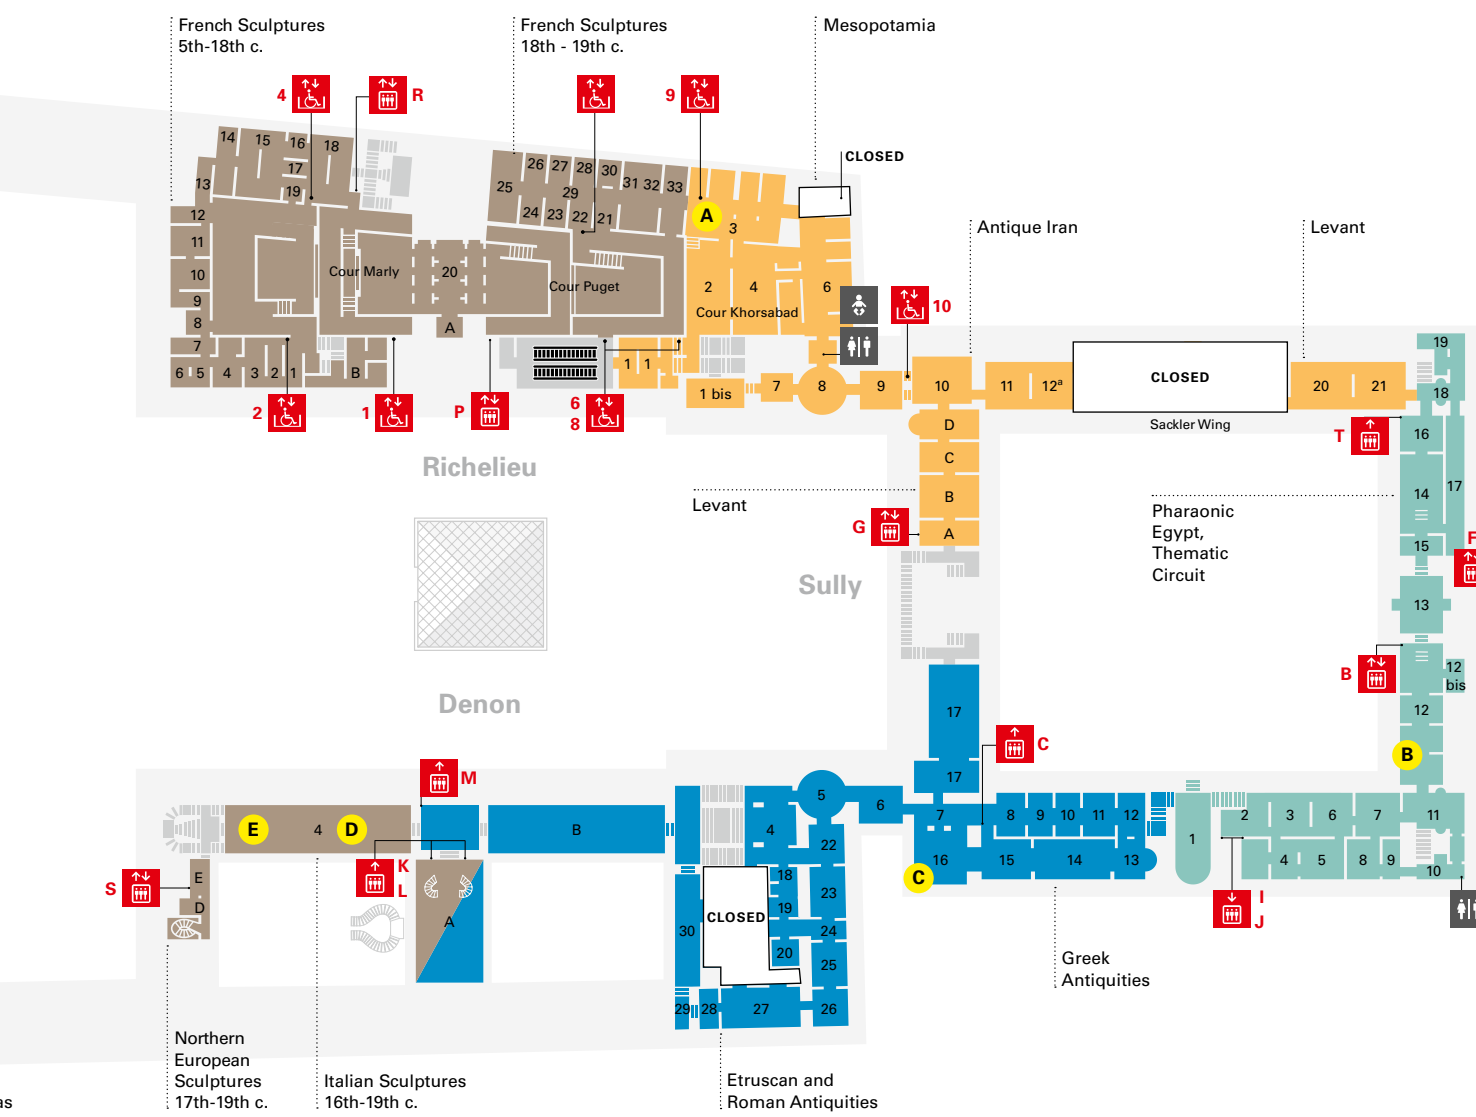 French Sculptures
5th-18th c.
French Sculptures
18th - 19th c.
Mesopotamia
4
R
9
CLOSED
14
15
16
18
17
13
19
12
11
10
9
8
7
6
5
4
3
2
1
B
Cour Marly
20
A
25
26
27
28
30
29
31
32
33
24
23
22
21
Cour Puget
A
3
2
4
6
Cour Khorsabad
1
1
1 bis
7
8
9
10
Antique Iran
Levant
10
11
12ª
CLOSED
Sackler Wing
20
21
19
18
2
1
P
6
8
D
C
B
A
Levant
G
T
16
14
17
15
F
13
Pharaonic
Egypt,
Thematic
Circuit
Richelieu
Sully
Denon
B
12
bis
12
B
17
17
C
M
E
4
D
B
K
L
S
E
D
A
5
6
4
22
7
8
9
10
11
12
16
15
14
13
C
1
2
3
6
7
11
4
5
8
9
10
I
J
18
19
20
23
24
25
26
27
28
29
30
CLOSED
Greek
Antiquities
Northern
European
Sculptures
17th-19th c.
Italian Sculptures
16th-19th c.
Etruscan and
Roman Antiquities
as